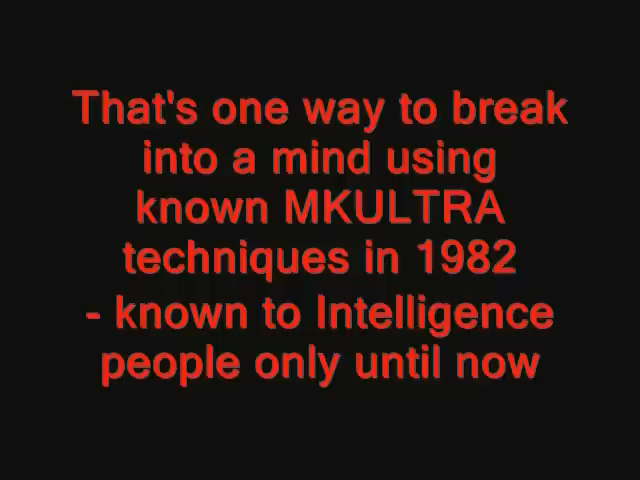 That's one way to break
into a mind using
known MKULTRA
techniques in 1982
- known to Intelligence
people only until now